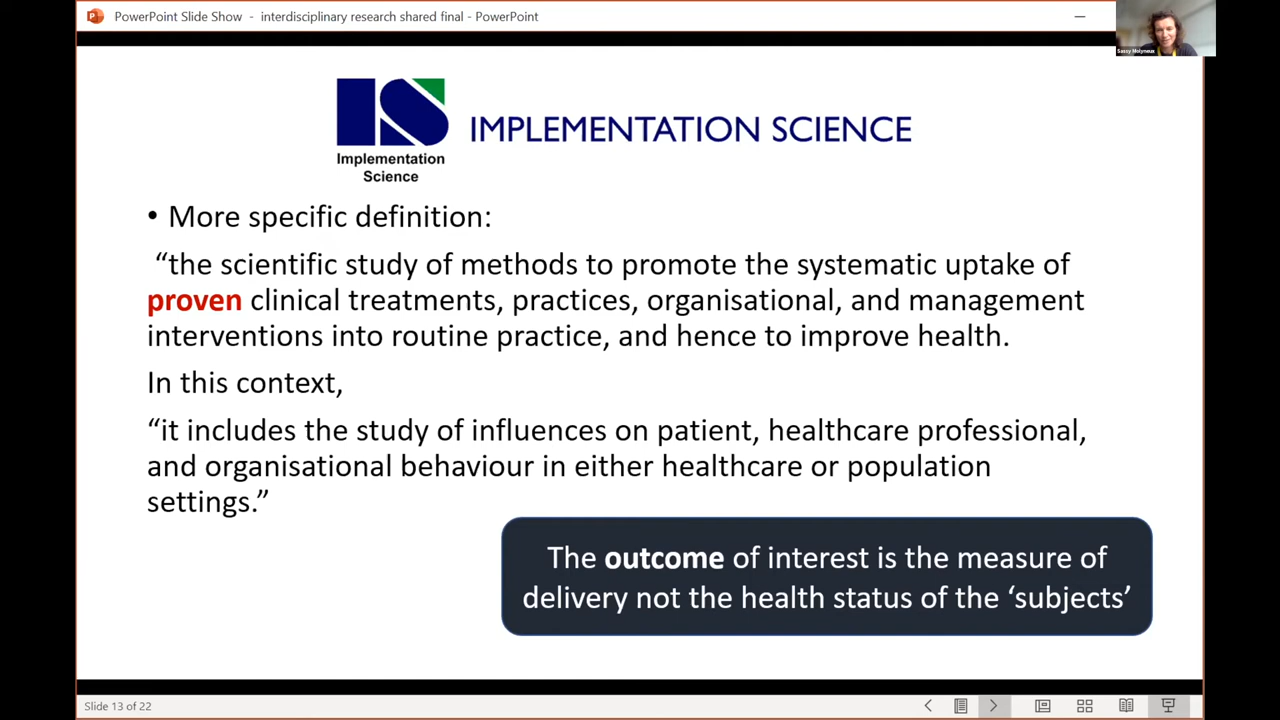 PowerPoint Slide Show - interdisciplinary research shared final - PowerPoint
Sassy Molyneux
IMPLEMENTATION SCIENCE
IS
Implementation
Science
• More specific definition:
“the scientific study of methods to promote the systematic uptake of
proven clinical treatments, practices, organisational, and management
interventions into routine practice, and hence to improve health.
In this context,
“it includes the study of influences on patient, healthcare professional,
and organisational behaviour in either healthcare or population
settings.”
The outcome of interest is the measure of
delivery not the health status of the ‘subjects’
Slide 13 of 22